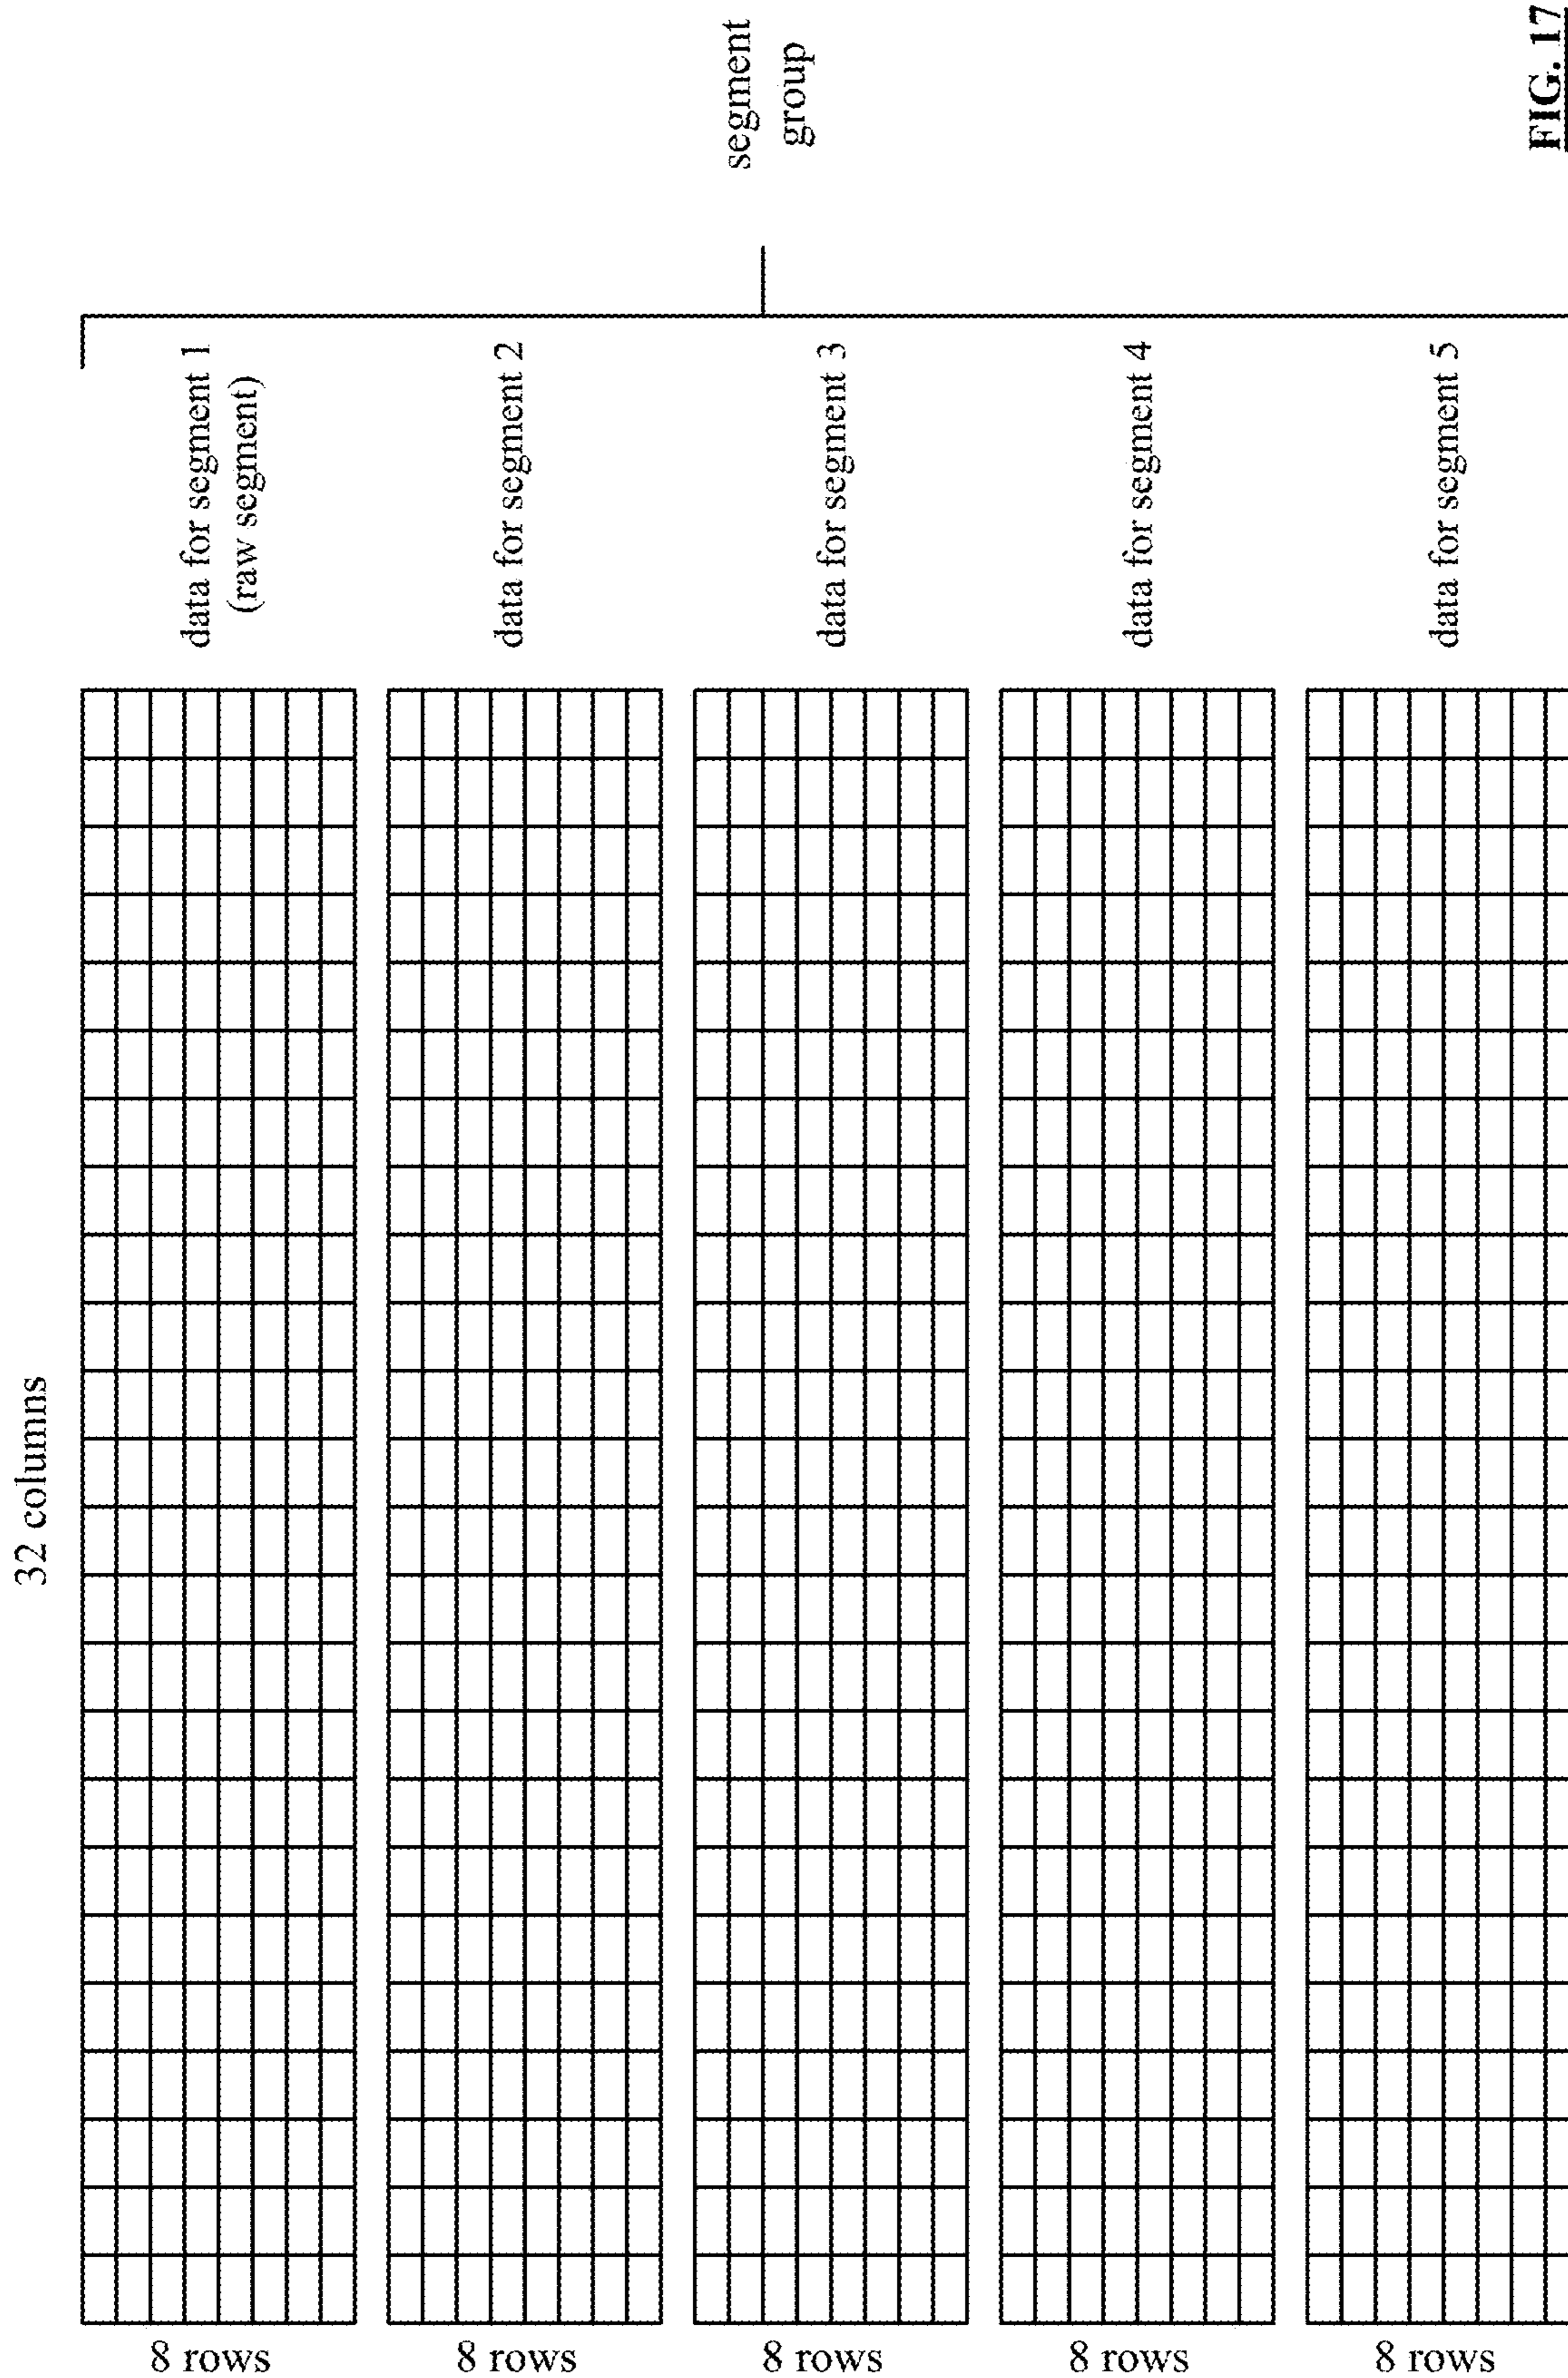 32 columns
8 rows
data for segment 1
(raw segment)
8 rows
data for segment 2
8 rows
data for segment 3
8 rows
data for segment 4
8 rows
data for segment 5
segment
group
FIG. 17